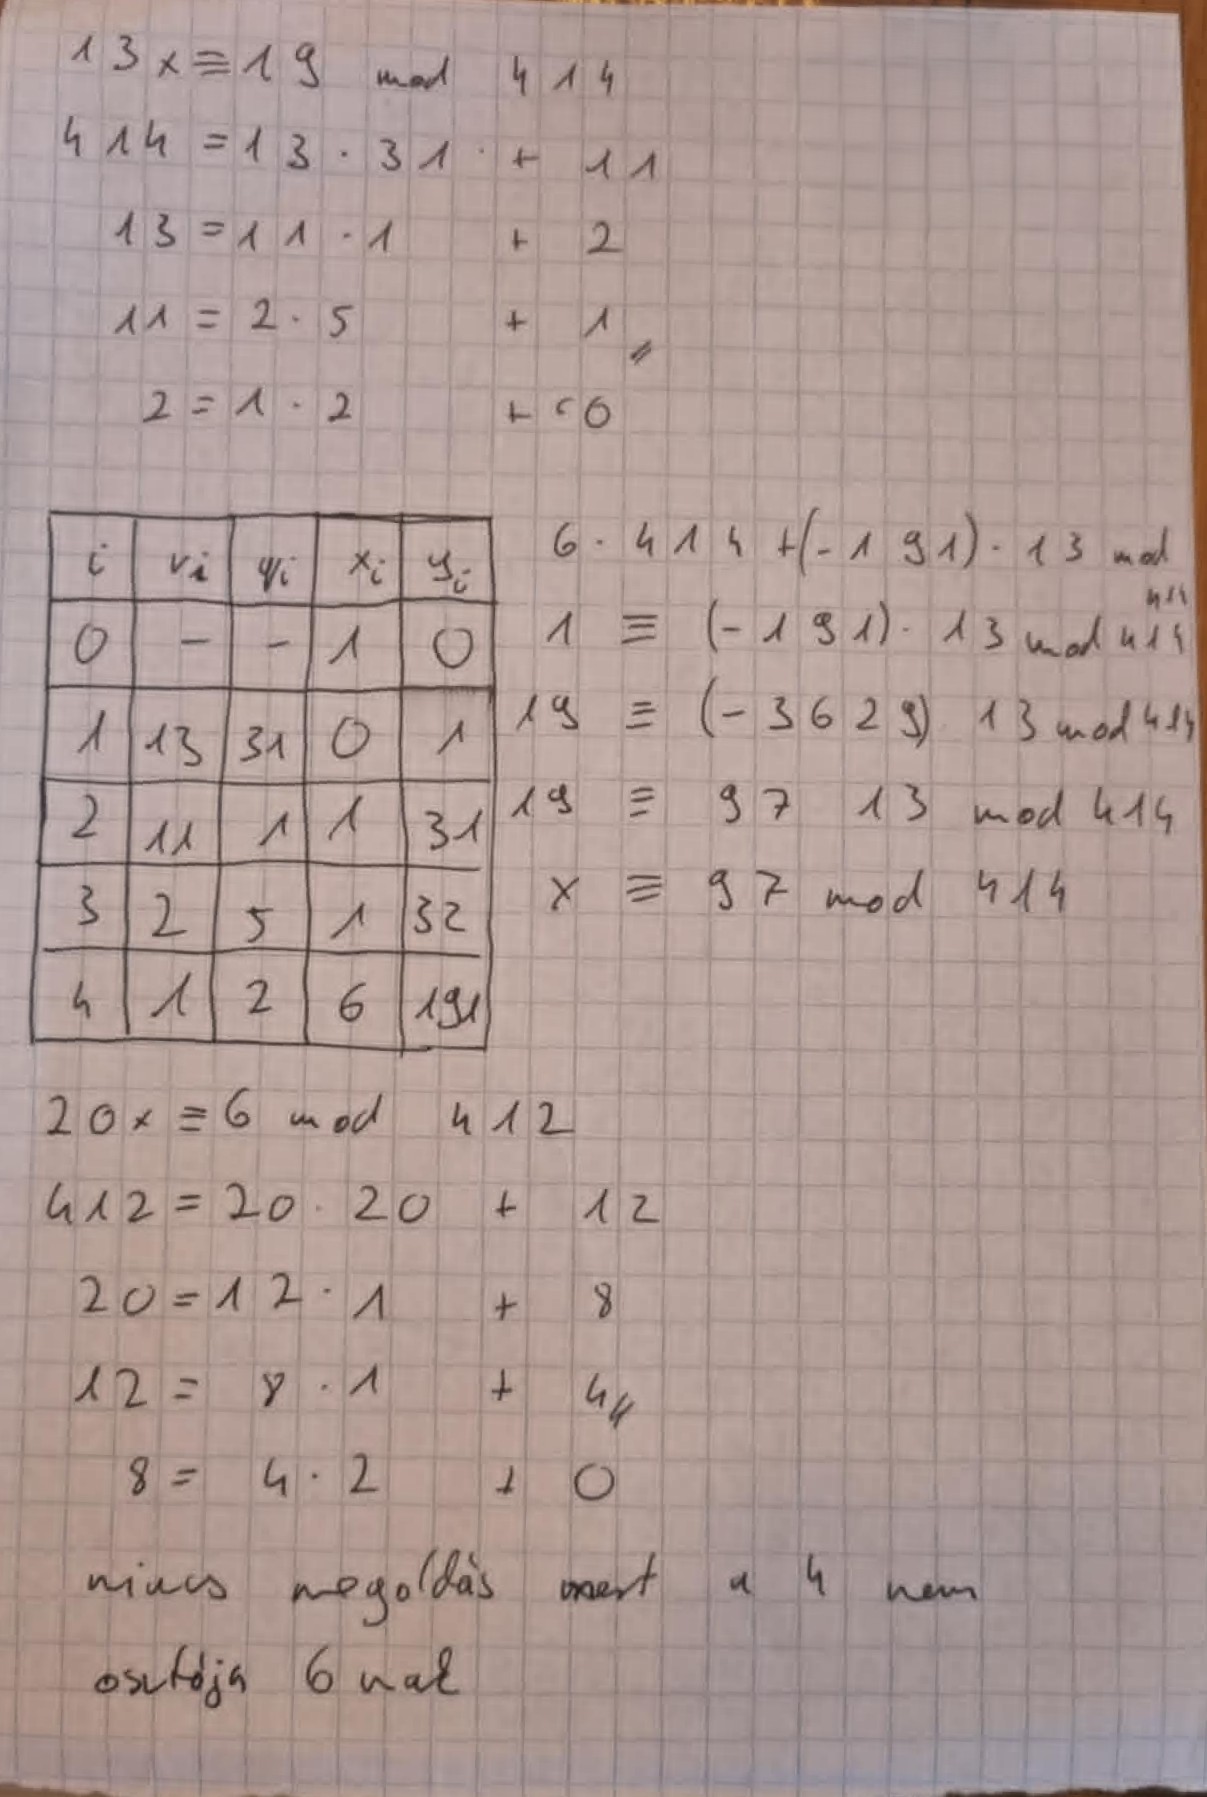 13x≡19 mod 414
414 = 13 · 31 + 11
13 = 11 · 1 + 2
11 = 2 · 5 + 1
2 = 1 · 2 + 0
i ri qi xi yi
0 - - 1 0
1 13 31 0 1
2 11 1 1 31
3 2 5 1 32
4 1 2 6 191
6 · 414 + (-191) · 13 mod 414
1 ≡ (-191) · 13 mod 414
19 ≡ (-3629) 13 mod 414
19 ≡ 97 13 mod 414
x ≡ 97 mod 414
20x ≡ 6 mod 412
412 = 20 · 20 + 12
20 = 12 · 1 + 8
12 = 8 · 1 + 4
8 = 4 · 2 + 0
nincs megoldás mert a 4 nem
osztója 6 nak